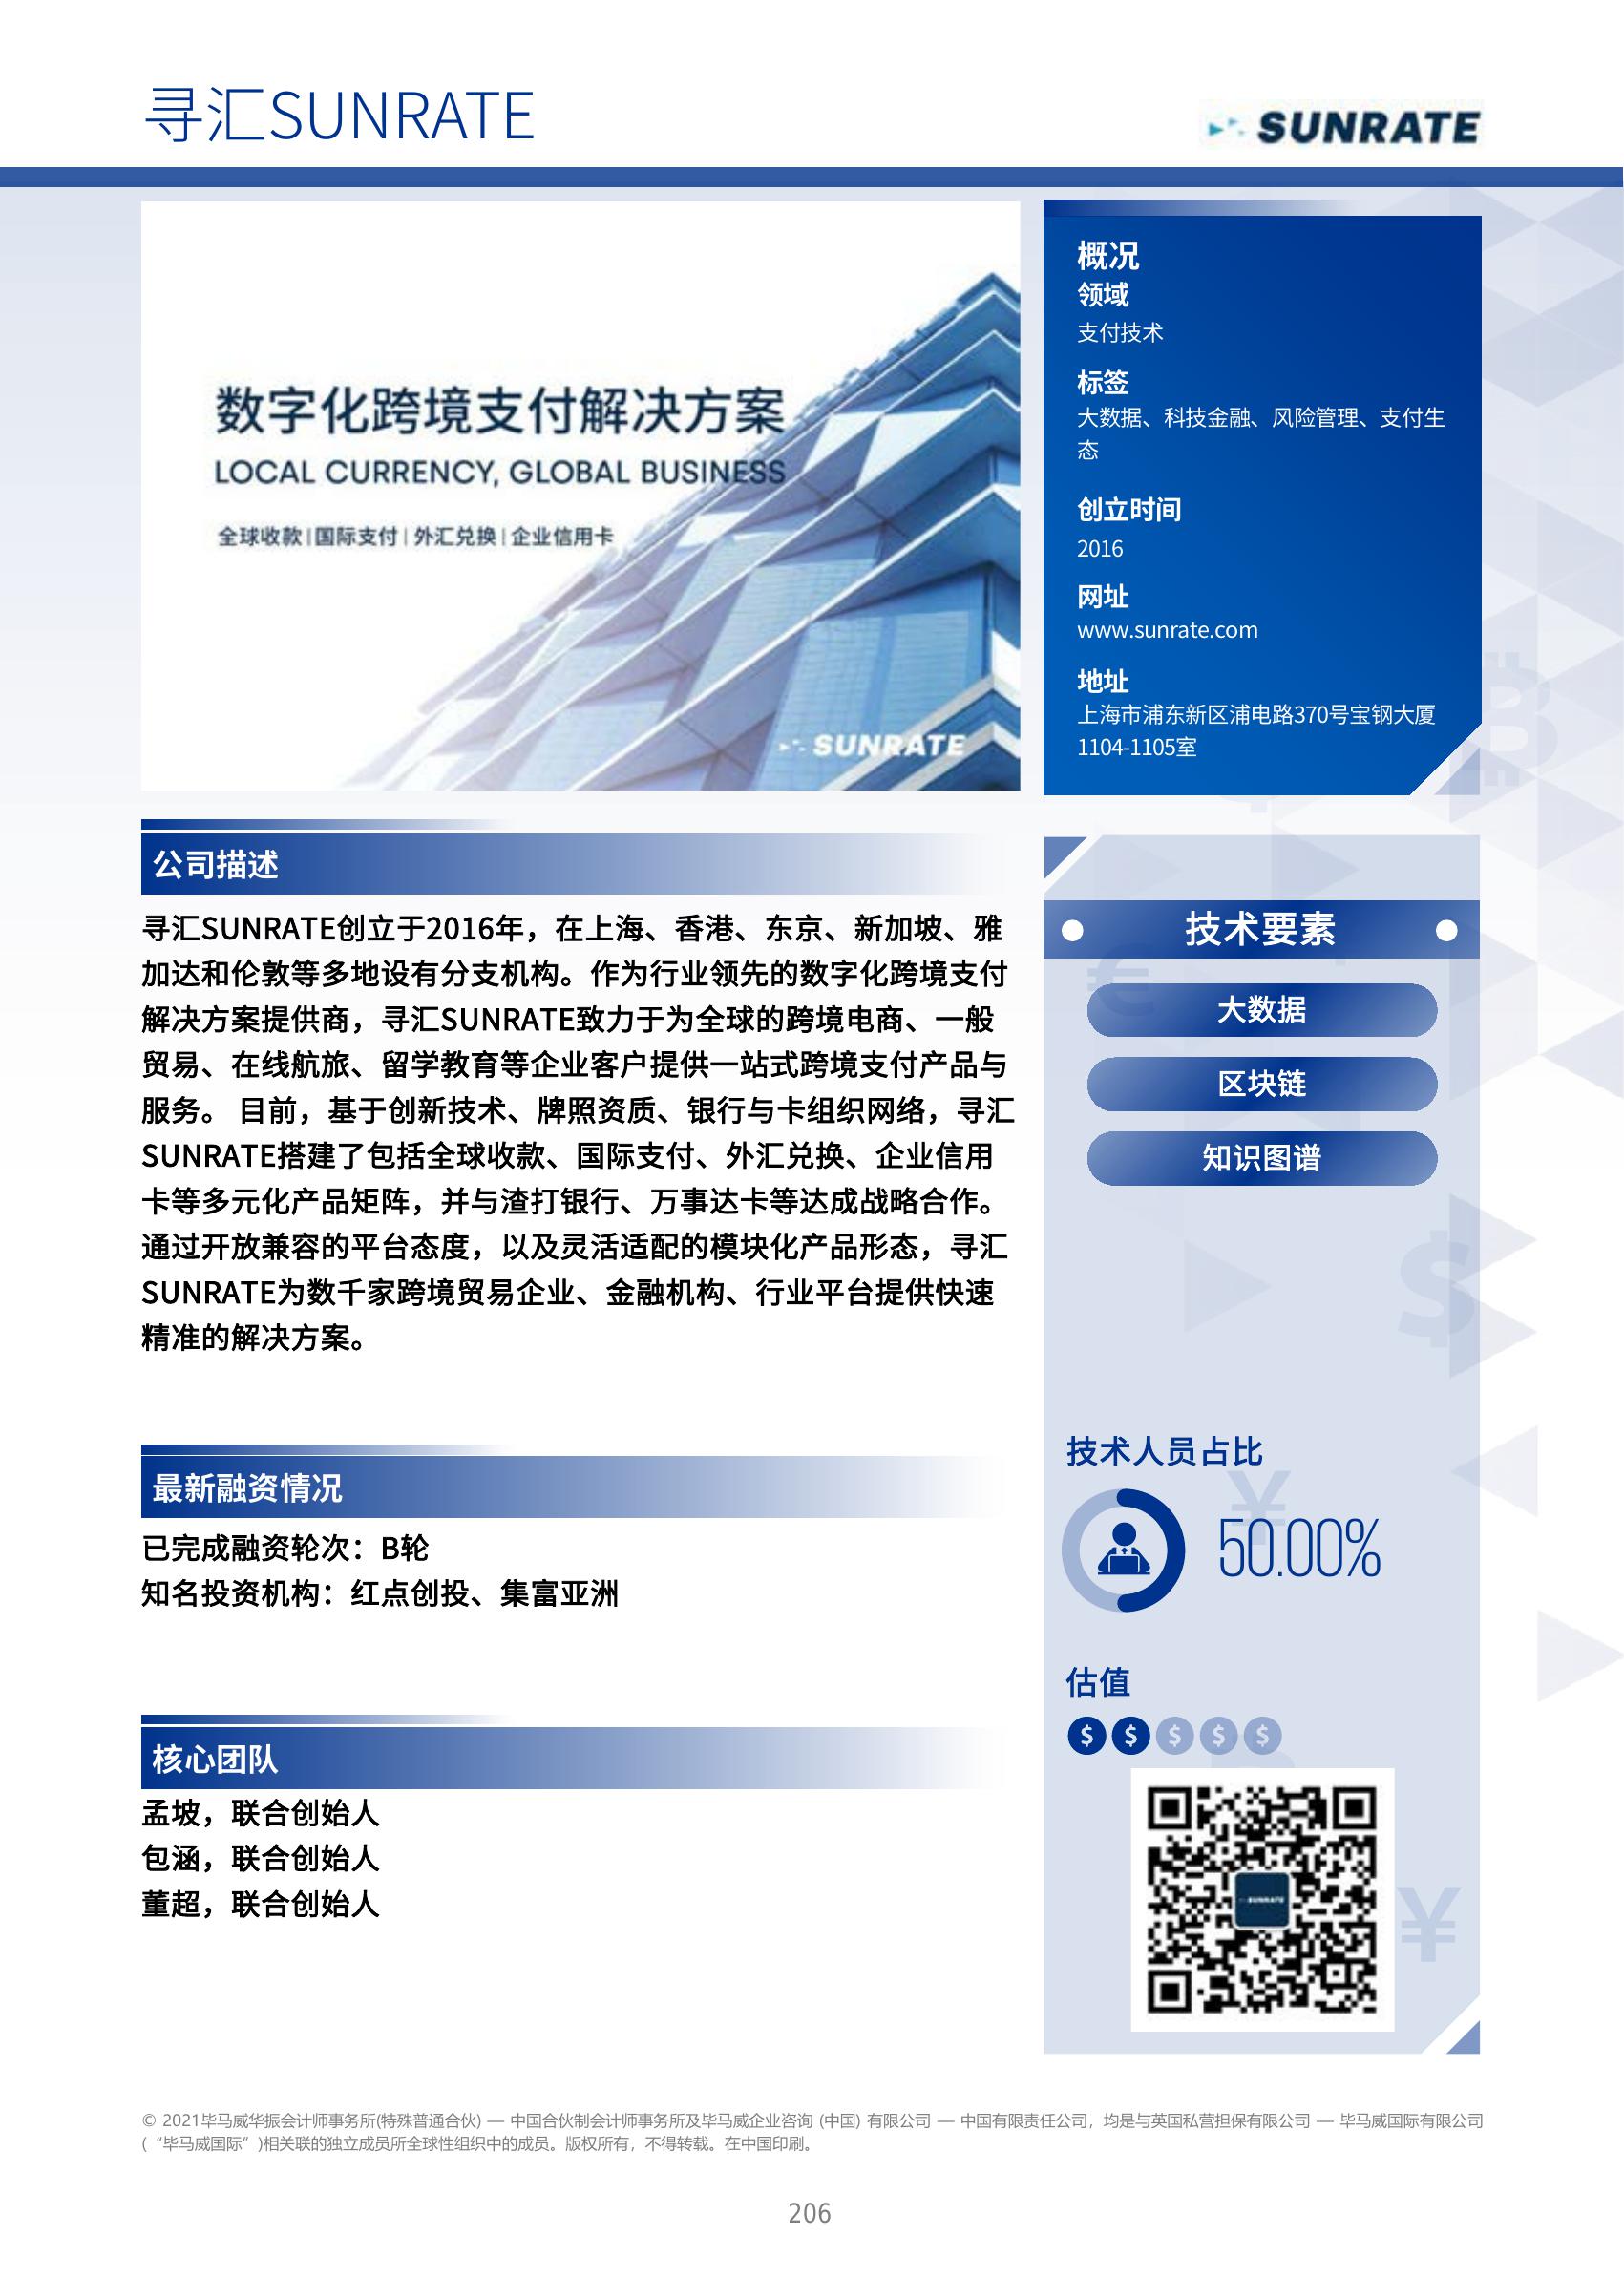 寻汇SUNRATE
SUNRATE
数字化跨境支付解决方案
LOCAL CURRENCY, GLOBAL BUSINESS
全球收款|国际支付|外汇兑换|企业信用卡
SUNRATE
概况
领域
支付技术
标签
大数据、科技金融、风险管理、支付生
态
创立时间
2016
网址
www.sunrate.com
地址
上海市浦东新区浦电路370号宝钢大厦
1104-1105室
公司描述
寻汇SUNRATE创立于2016年，在上海、香港、东京、新加坡、雅
加达和伦敦等多地设有分支机构。作为行业领先的数字化跨境支付
解决方案提供商，寻汇SUNRATE致力于为全球的跨境电商、一般
贸易、在线航旅、留学教育等企业客户提供一站式跨境支付产品与
服务。 目前，基于创新技术、牌照资质、银行与卡组织网络，寻汇
SUNRATE搭建了包括全球收款、国际支付、外汇兑换、企业信用
卡等多元化产品矩阵，并与渣打银行、万事达卡等达成战略合作。
通过开放兼容的平台态度，以及灵活适配的模块化产品形态，寻汇
SUNRATE为数千家跨境贸易企业、金融机构、行业平台提供快速
精准的解决方案。
最新融资情况
已完成融资轮次：B轮
知名投资机构：红点创投、集富亚洲
核心团队
孟坡，联合创始人
包涵，联合创始人
董超，联合创始人
技术要素
大数据
区块链
知识图谱
技术人员占比
50.00%
估值
$ $ $ $ $
SUNRATE
© 2021毕马威华振会计师事务所(特殊普通合伙) — 中国合伙制会计师事务所及毕马威企业咨询 (中国) 有限公司 — 中国有限责任公司，均是与英国私营担保有限公司 — 毕马威国际有限公司
(“毕马威国际”)相关联的独立成员所全球性组织中的成员。版权所有，不得转载。在中国印刷。
206